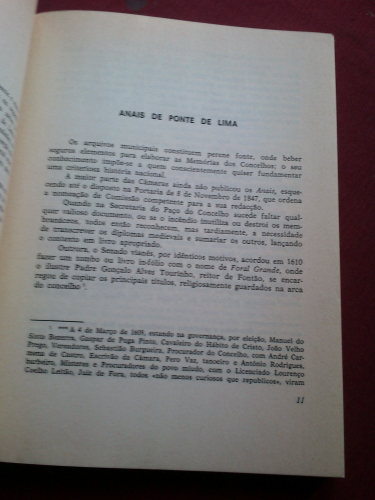 ANAIS DE PONTE DE LIMA
Os arquivos municipais constituem perene fonte, onde beber
seguros elementos para elaborar as Memórias dos Concelhos; o seu
conhecimento impõe-se a quem conscientemente quiser fundamentar
uma criteriosa história nacional.
A maior parte das Câmaras ainda não publicou os Anais, esque-
cendo até o disposto na Portaria de 8 de Novembro de 1847, que ordena
a nomeação de Comissão competente para a sua redacção.
Quando na Secretaria do Paço do Concelho sucede faltar qual-
quer valioso documento, ou se o incêndio inutiliza ou destrói os mem-
branáceos, todos então reconhecem, mas tardiamente, a necessidade
de transcrever os diplomas medievais e sumariar os outros, lançando
o contexto em livro apropriado.
Outrora, o Senado vianês, por idênticos motivos, acordou em 1610
fazer um tombo ou livro in-fólio com o nome de Foral Grande, onde
o ilustre Padre Gonçalo Alves Tourinho, reitor de Pontão, se encar-
regou de copiar os principais títulos, religiosamente guardados na arca
do concelho ¹.
A 4 de Março de 1609, estando na governança, por eleição, Manuel do
Bezerra, Gaspar de Puga Pinto, Cavaleiro do Hábito de Cristo, João Velho
Prego, Vereadores, Sebastião Burgueira, Procurador do Concelho, com André Car-
mena de Castro, Escrivão da Câmara, Pero Vaz, tanoeiro e António Rodrigues,
barbeiro, Misteres e Procuradores do povo miúdo, com o Licenciado Lourenço
Coelho Leitão, Juiz de Fora, todos «não menos curiosos que republicos», viram
11